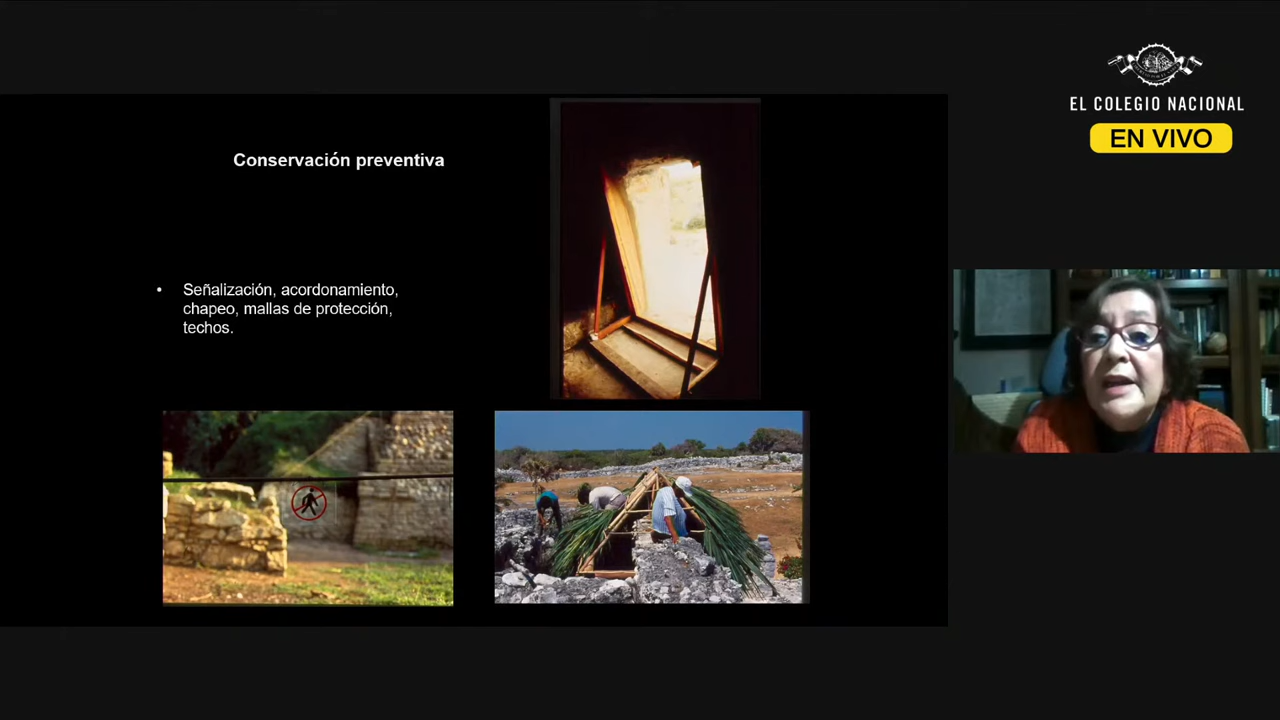 EL COLEGIO NACIONAL
EN VIVO
Conservación preventiva
• Señalización, acordonamiento,
chapeo, mallas de protección,
techos.